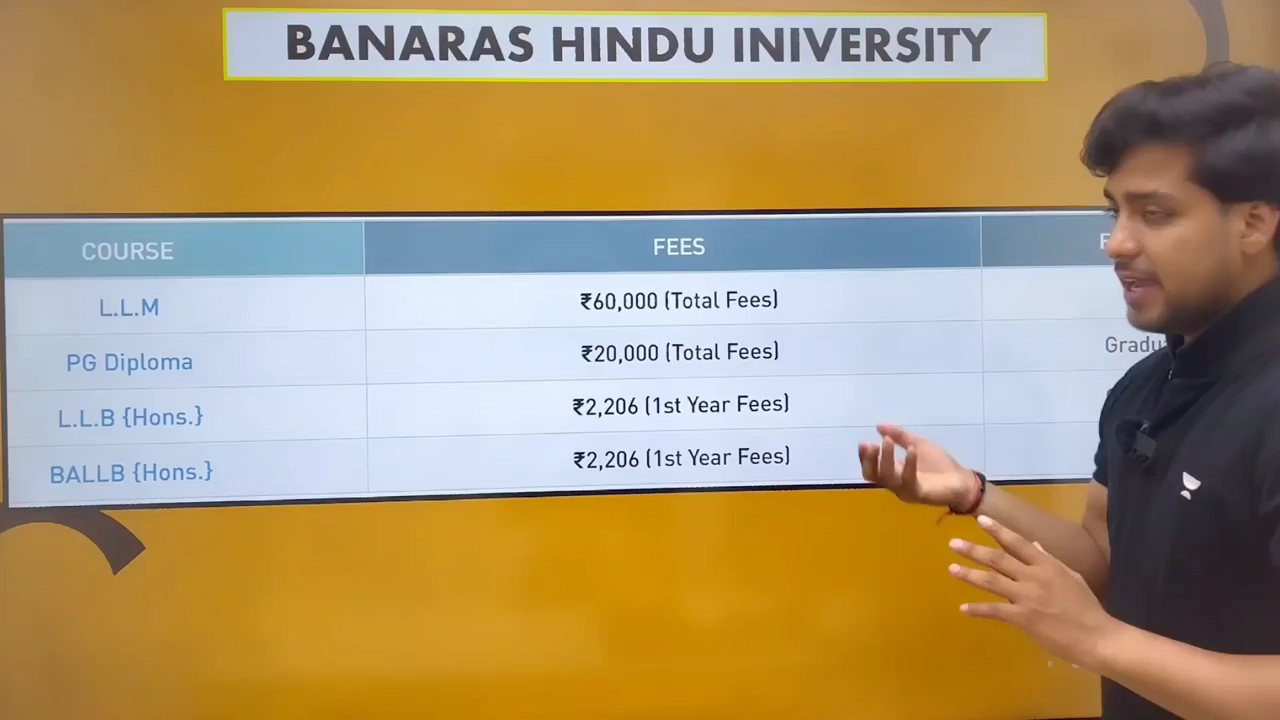 BANARAS HINDU INIVERSITY
COURSE FEES
L.L.M ₹60,000 (Total Fees)
PG Diploma ₹20,000 (Total Fees)
L.L.B {Hons.} ₹2,206 (1st Year Fees)
BALLB {Hons.} ₹2,206 (1st Year Fees)